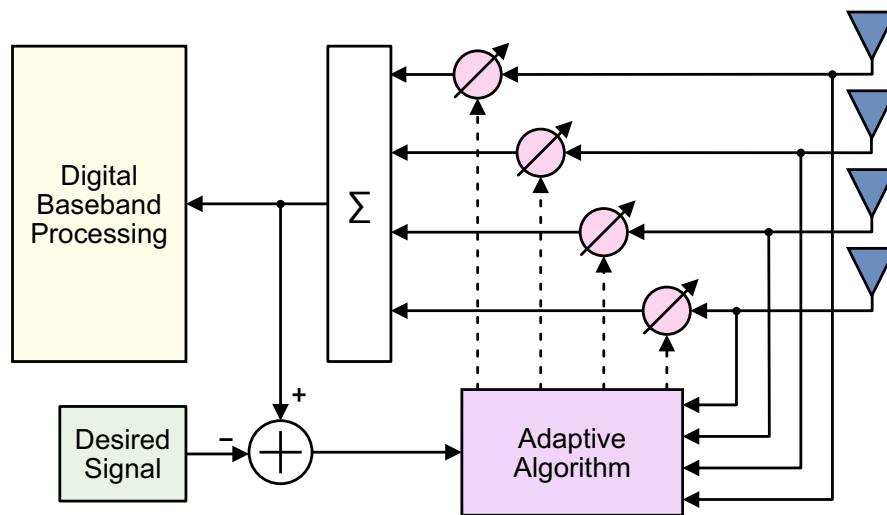 Digital
Baseband
Processing
Σ
+
−
Desired
Signal
Adaptive
Algorithm